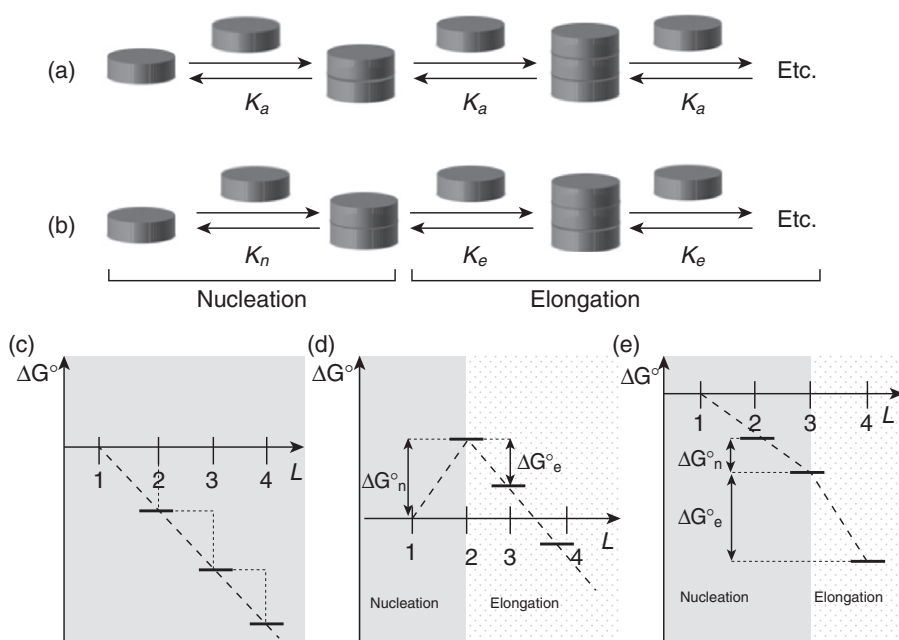 (a)
Etc.
Ka Ka Ka
(b)
Etc.
Kn Ke Ke
Nucleation Elongation
(c)
ΔG°
1 2 3 4 L
(d)
ΔG°
ΔG°n
ΔG°e
1 2 3 4 L
Nucleation Elongation
(e)
ΔG°
1 2 3 4 L
ΔG°n
ΔG°e
Nucleation Elongation